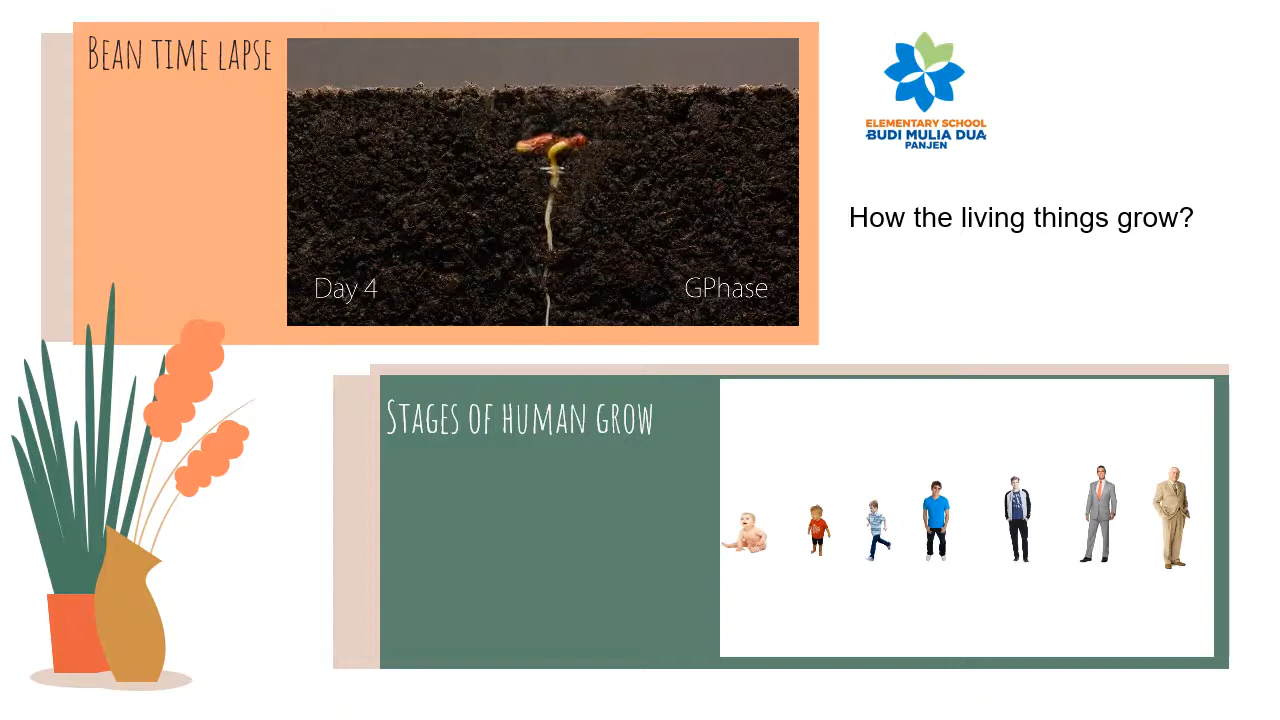 Bean time lapse
Day 4
GPhase
ELEMENTARY SCHOOL
BUDI MULIA DUA
PANJEN
How the living things grow?
Stages of human grow